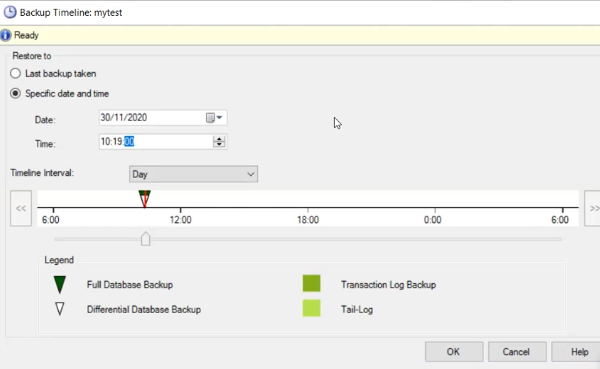 Backup Timeline: mytest
Ready
Restore to
Last backup taken
Specific date and time
Date: 30/11/2020
Time: 10:19:00
Timeline Interval: Day
<< >>
6:00 12:00 18:00 0:00 6:00
Legend
Full Database Backup Transaction Log Backup
Differential Database Backup Tail-Log
OK Cancel Help